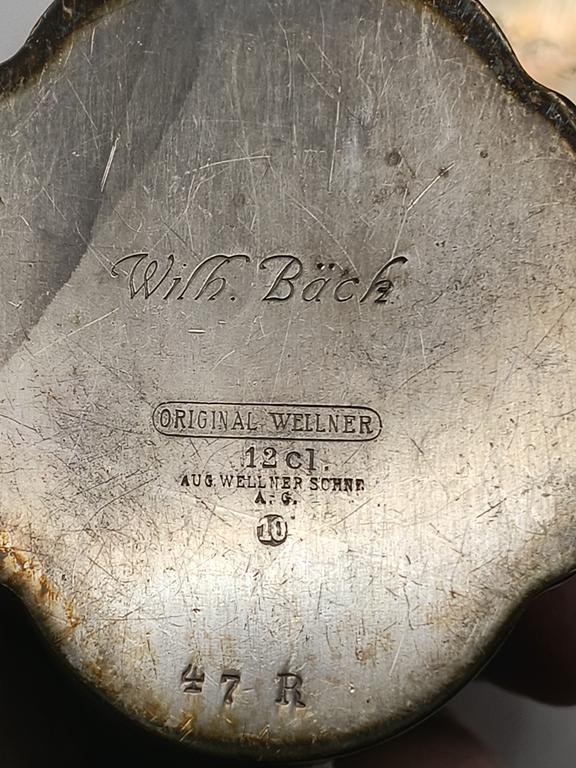 Wilh. Bäck
ORIGINAL WELLNER
12 cl.
AUG. WELLNER SÖHNE
A. G.
10
47 R